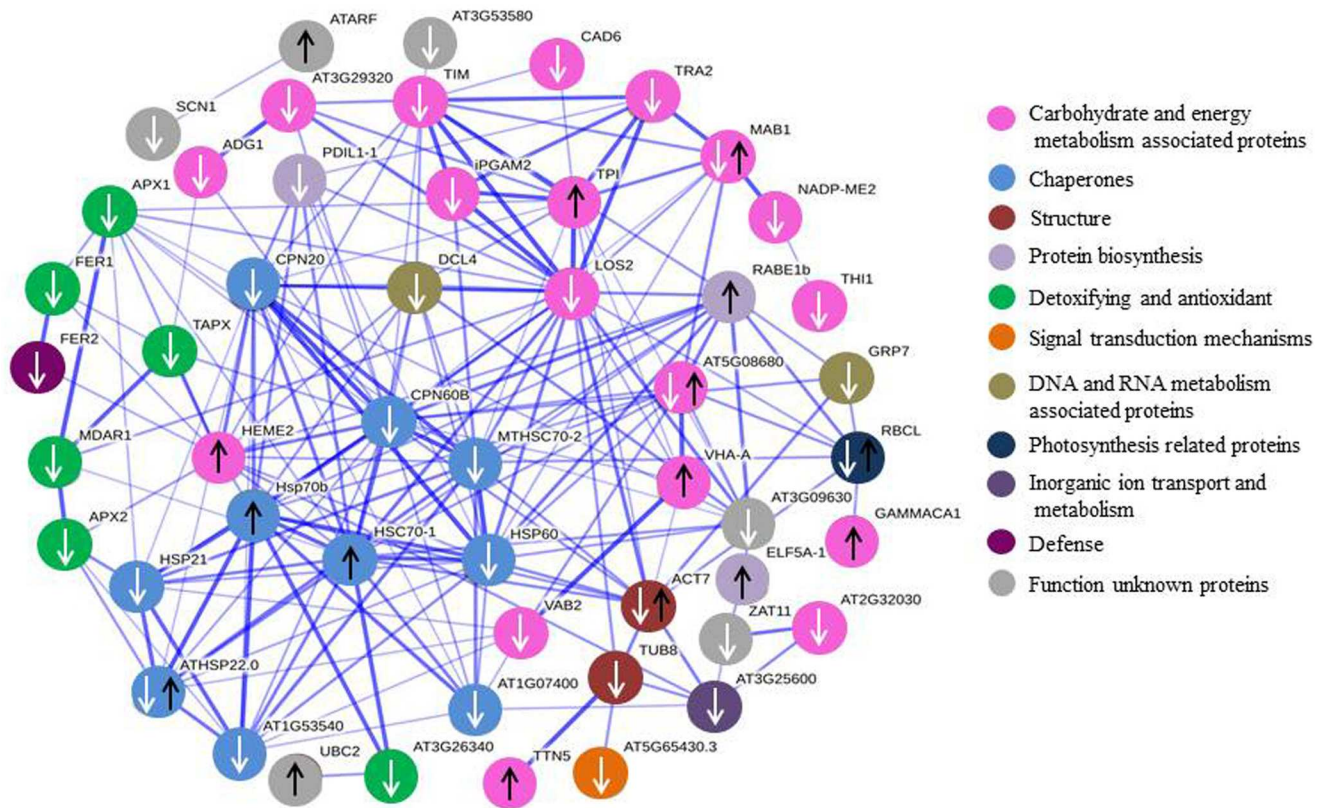 ATARF
AT3G53580
CAD6
AT3G29320
TIM
TRA2
SCN1
MAB1
ADG1
PDIL1-1
iPGAM2
TPI
NADP-ME2
APX1
FER1
CPN20
DCL4
LOS2
RABE1b
THI1
FER2
TAPX
AT5G08680
GRP7
CPN60B
MDAR1
HEME2
MTHSC70-2
VHA-A
RBCL
Hsp70b
AT3G09630
GAMMACA1
APX2
HSP21
HSC70-1
HSP60
ELF5A-1
ACT7
ZAT11
AT2G32030
VAB2
ATHSP22.0
TUB8
AT1G07400
AT3G25600
AT1G53540
UBC2
AT3G26340
TTN5
AT5G65430.3
Carbohydrate and energy
metabolism associated proteins
Chaperones
Structure
Protein biosynthesis
Detoxifying and antioxidant
Signal transduction mechanisms
DNA and RNA metabolism
associated proteins
Photosynthesis related proteins
Inorganic ion transport and
metabolism
Defense
Function unknown proteins